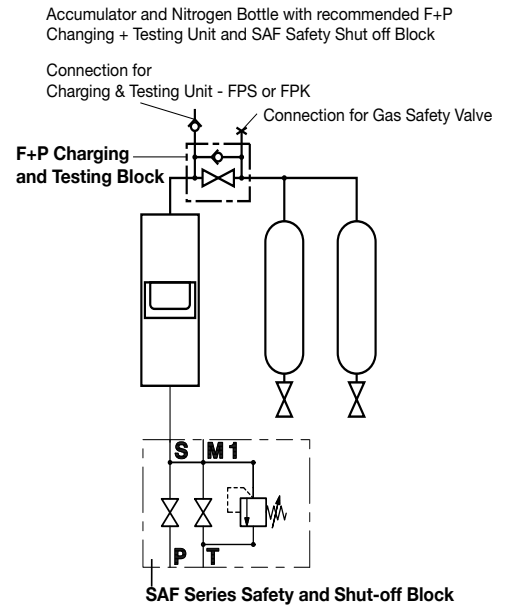 Accumulator and Nitrogen Bottle with recommended F+P
Changing + Testing Unit and SAF Safety Shut off Block
Connection for
Charging & Testing Unit - FPS or FPK
Connection for Gas Safety Valve
F+P Charging
and Testing Block
S M 1
P T
SAF Series Safety and Shut-off Block